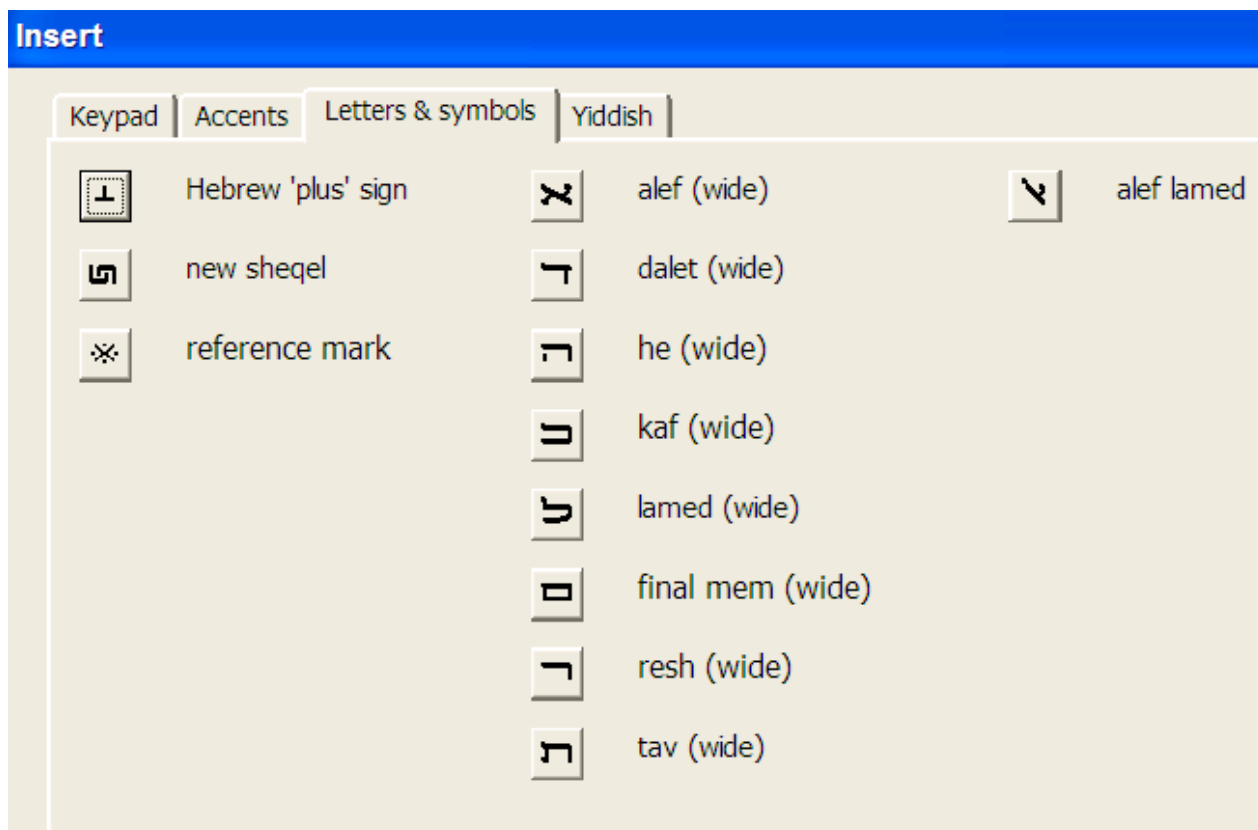 Insert
Keypad Accents Letters & symbols Yiddish
﬩ Hebrew 'plus' sign ﬡ alef (wide) ﭏ alef lamed
₪ new sheqel ﬢ dalet (wide)
※ reference mark ﬣ he (wide)
ﬤ kaf (wide)
ﬥ lamed (wide)
ﬦ final mem (wide)
ﬧ resh (wide)
ﬨ tav (wide)